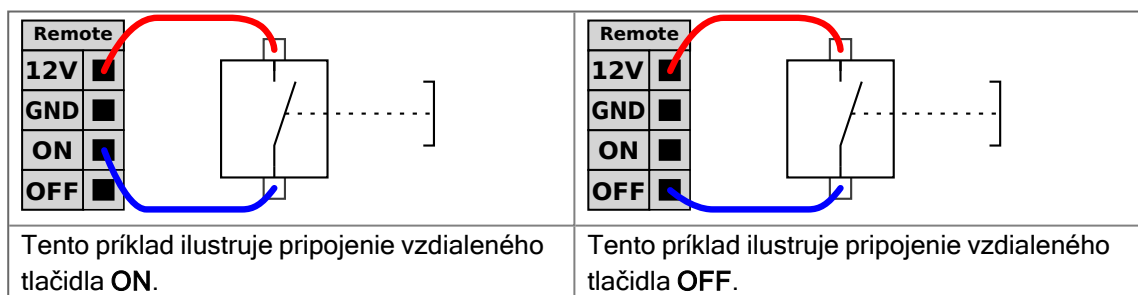 Remote
12V
GND
ON
OFF
Remote
12V
GND
ON
OFF
Tento príklad ilustruje pripojenie vzdialeného
tlačidla ON.
Tento príklad ilustruje pripojenie vzdialeného
tlačidla OFF.